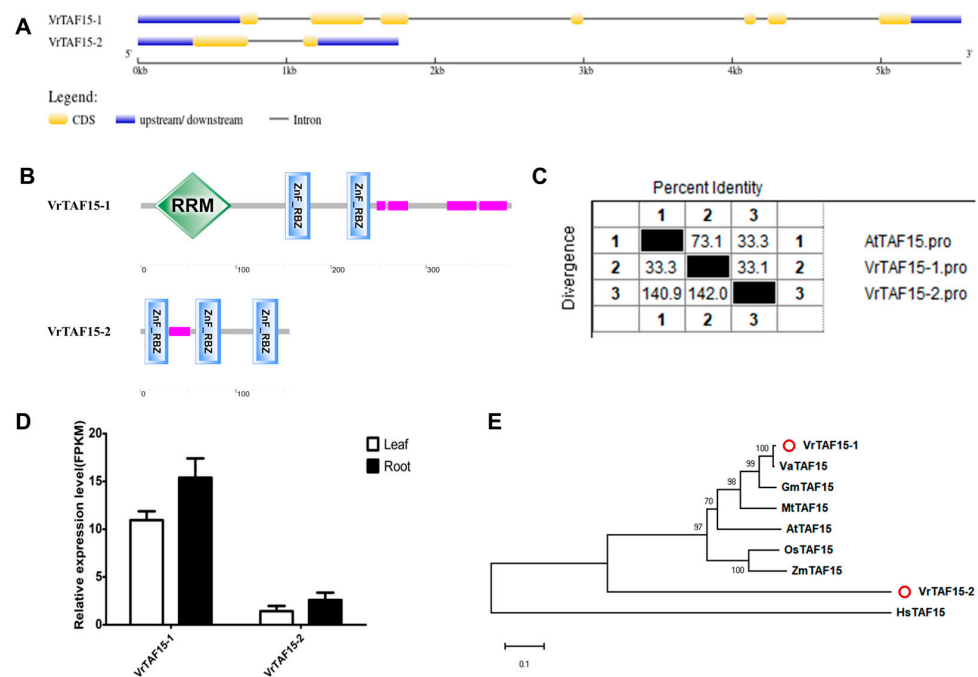 A
VrTAF15-1
VrTAF15-2
5'
3'
0kb 1kb 2kb 3kb 4kb 5kb
Legend:
CDS upstream/ downstream Intron
B
VrTAF15-1
RRM
ZnF_RBZ
ZnF_RBZ
0 100 200 300
VrTAF15-2
ZnF_RBZ
ZnF_RBZ
ZnF_RBZ
0 100
C
Percent Identity
Divergence
1 2 3
1 73.1 33.3 1 AtTAF15.pro
2 33.3 33.1 2 VrTAF15-1.pro
3 140.9 142.0 3 VrTAF15-2.pro
1 2 3
D
Relative expression level(FPKM)
20
15
10
5
0
Leaf
Root
VrTAF15-1
VrTAF15-2
E
100 VrTAF15-1
99 VaTAF15
98 GmTAF15
70 MtTAF15
97 AtTAF15
OsTAF15
100 ZmTAF15
VrTAF15-2
HsTAF15
0.1